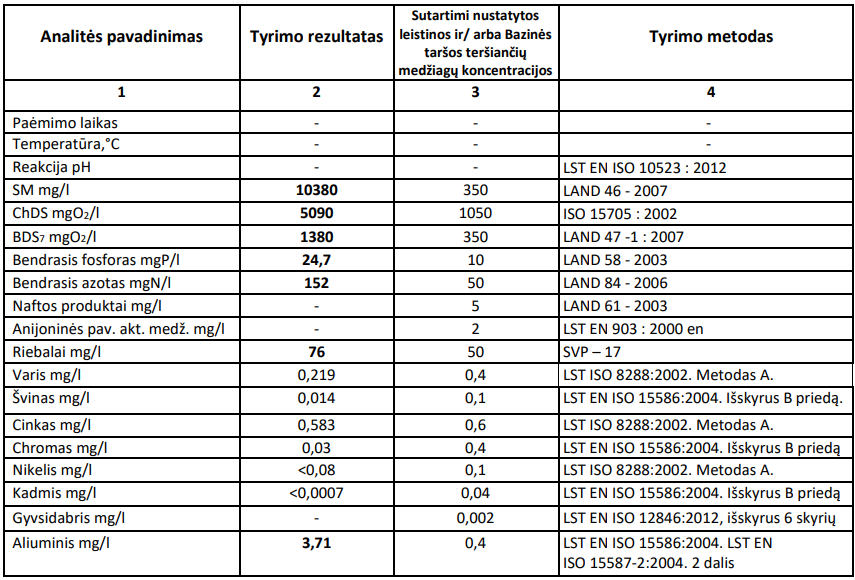 Analitės pavadinimas | Tyrimo rezultatas | Sutartimi nustatytos leistinos ir/ arba Bazinės taršos teršiančių medžiagų koncentracijos | Tyrimo metodas
1 | 2 | 3 | 4
Paėmimo laikas | - | - | -
Temperatūra,°C | - | - | -
Reakcija pH | - | - | LST EN ISO 10523 : 2012
SM mg/l | 10380 | 350 | LAND 46 - 2007
ChDS mgO₂/l | 5090 | 1050 | ISO 15705 : 2002
BDS₇ mgO₂/l | 1380 | 350 | LAND 47 -1 : 2007
Bendrasis fosforas mgP/l | 24,7 | 10 | LAND 58 - 2003
Bendrasis azotas mgN/l | 152 | 50 | LAND 84 - 2006
Naftos produktai mg/l | - | 5 | LAND 61 - 2003
Anijoninės pav. akt. medž. mg/l | - | 2 | LST EN 903 : 2000 en
Riebalai mg/l | 76 | 50 | SVP – 17
Varis mg/l | 0,219 | 0,4 | LST ISO 8288:2002. Metodas A.
Švinas mg/l | 0,014 | 0,1 | LST EN ISO 15586:2004. Išskyrus B priedą.
Cinkas mg/l | 0,583 | 0,6 | LST ISO 8288:2002. Metodas A.
Chromas mg/l | 0,03 | 0,4 | LST EN ISO 15586:2004. Išskyrus B priedą
Nikelis mg/l | <0,08 | 0,1 | LST ISO 8288:2002. Metodas A.
Kadmis mg/l | <0,0007 | 0,04 | LST EN ISO 15586:2004. Išskyrus B priedą
Gyvsidabris mg/l | - | 0,002 | LST EN ISO 12846:2012, išskyrus 6 skyrių
Aliuminis mg/l | 3,71 | 0,4 | LST EN ISO 15586:2004. LST EN
ISO 15587-2:2004. 2 dalis